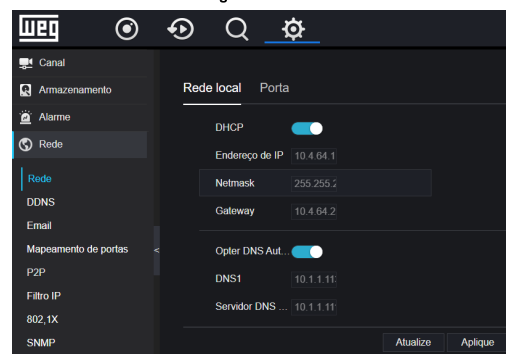 weg
Canal
Armazenamento
Alarme
Rede
Rede
DDNS
Email
Mapeamento de portas
P2P
Filtro IP
802,1X
SNMP
<
Rede local Porta
DHCP
Endereço de IP 10.4.64.1
Netmask 255.255.2
Gateway 10.4.64.2
Opter DNS Aut...
DNS1 10.1.1.11
Servidor DNS ... 10.1.1.11
Atualize Aplique